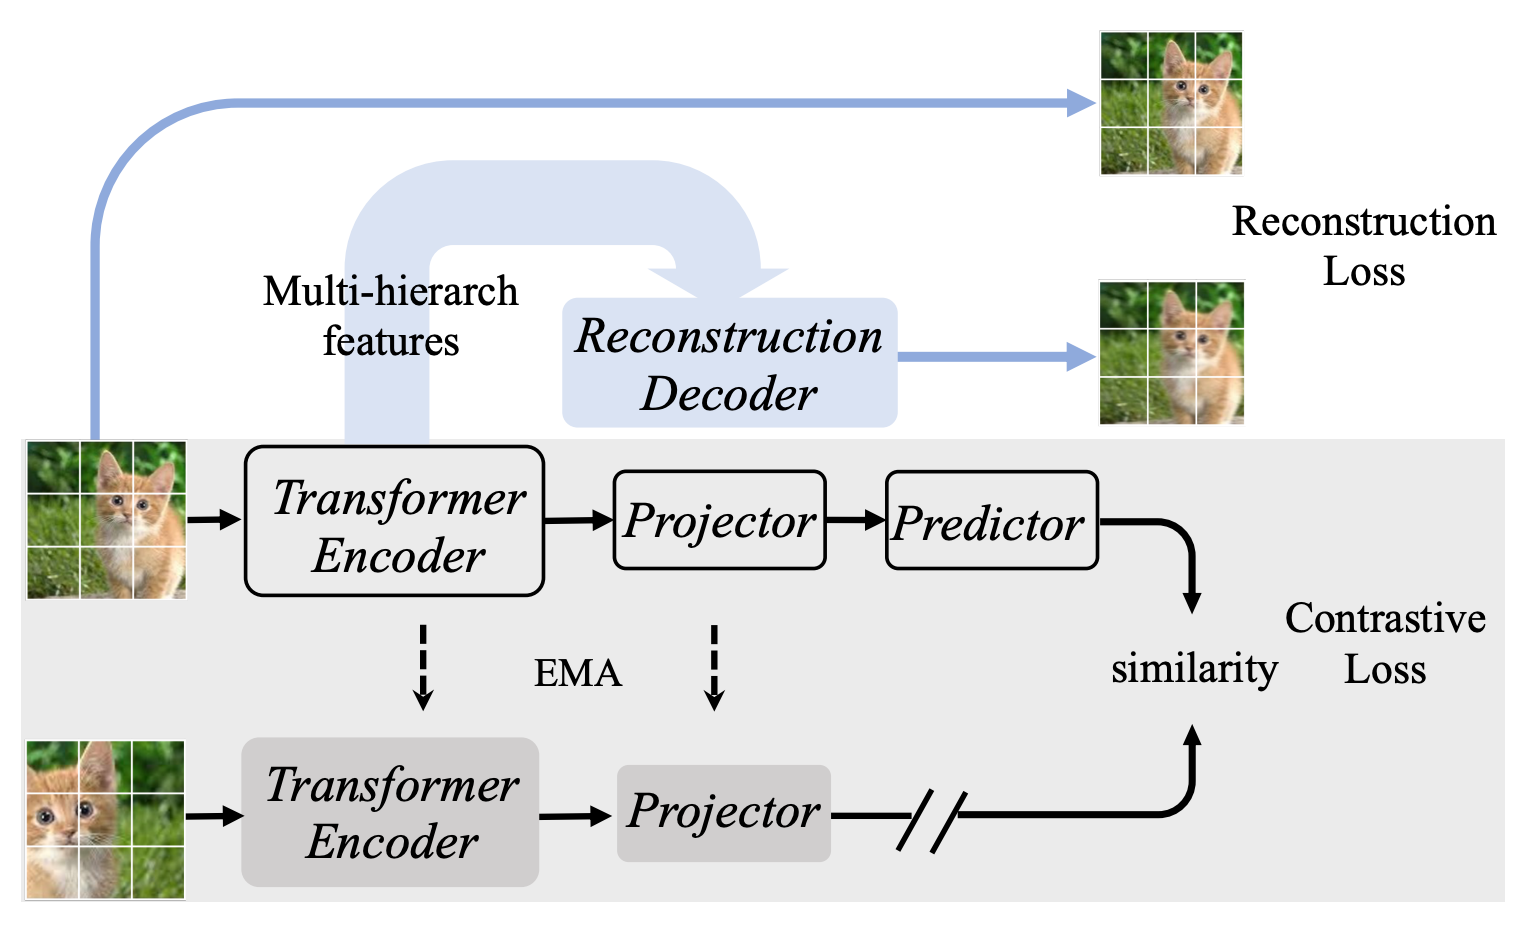 Reconstruction
Loss
Multi-hierarch
features
Reconstruction
Decoder
Transformer
Encoder
Projector
Predictor
EMA
similarity
Contrastive
Loss
Transformer
Encoder
Projector